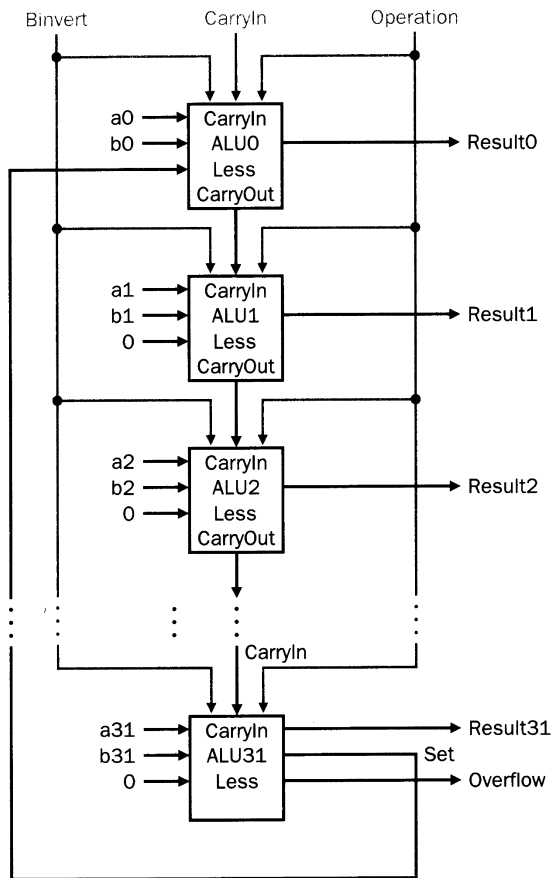 Binvert CarryIn Operation
a0 CarryIn
b0 ALU0 Result0
Less
CarryOut
a1 CarryIn
b1 ALU1 Result1
0 Less
CarryOut
a2 CarryIn
b2 ALU2 Result2
0 Less
CarryOut
CarryIn
a31 CarryIn Result31
b31 ALU31 Set
0 Less Overflow